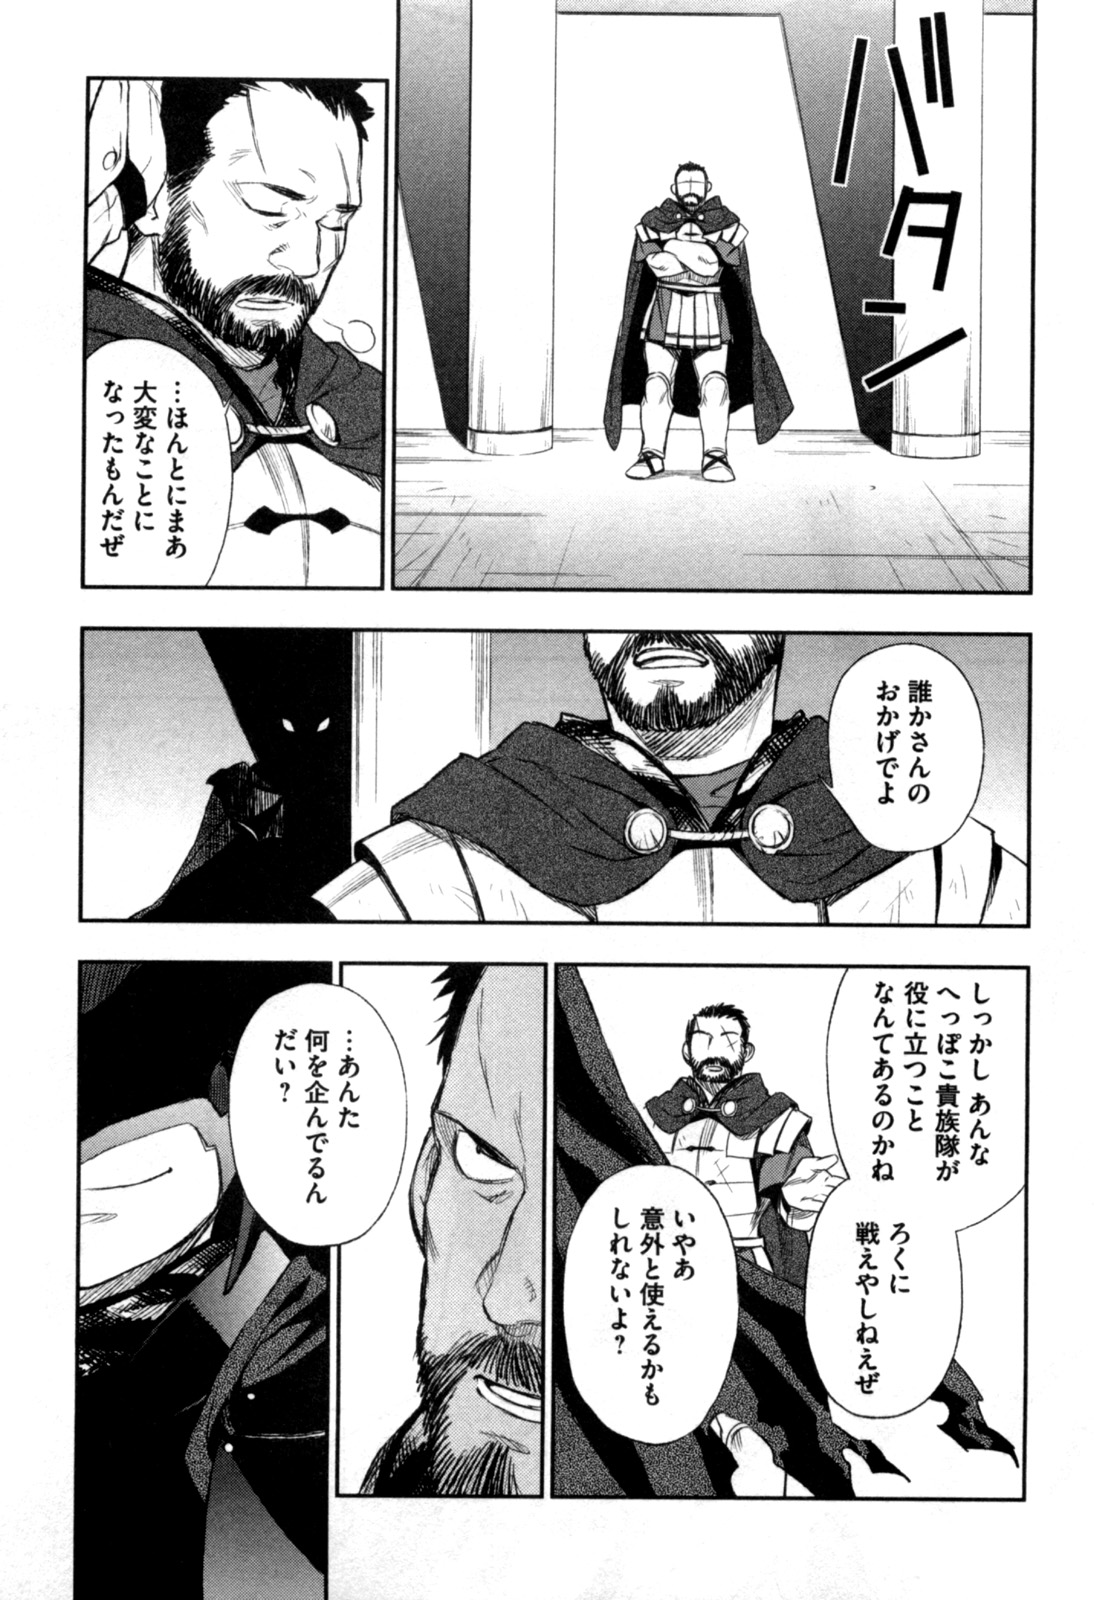 バタン
…ほんとにまあ
大変なことに
なったもんだぜ
誰かさんの
おかげでよ
しっかし あんな
へっぽこ貴族隊が
役に立つこと
なんてあるのかね
ろくに
戦えやしねえぜ
いやあ
意外と使えるかも
しれないよ?
…あんた
何を企んでるん
だい?